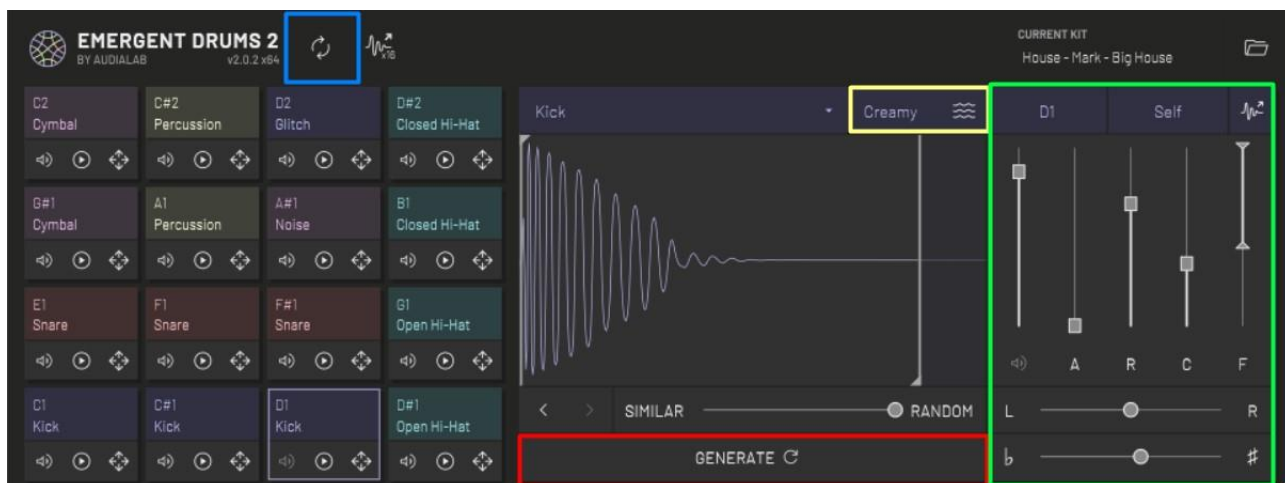 EMERGENT DRUMS 2
BY AUDIALAB v2.0.2 x64
x16
CURRENT KIT
House - Mark - Big House
C2 C#2 D2 D#2
Cymbal Percussion Glitch Closed Hi-Hat
G#1 A1 A#1 B1
Cymbal Percussion Noise Closed Hi-Hat
E1 F1 F#1 G1
Snare Snare Snare Open Hi-Hat
C1 C#1 D1 D#1
Kick Kick Kick Open Hi-Hat
Kick Creamy
SIMILAR RANDOM
GENERATE
D1 Self
A R C F
L R
♭ ♯